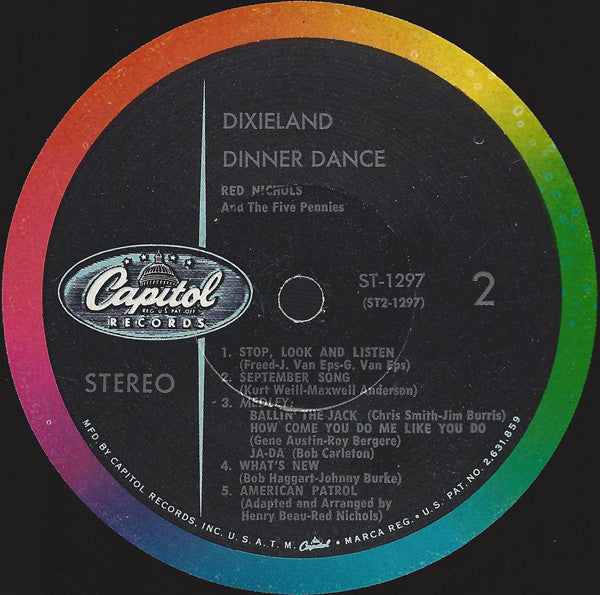 DIXIELAND
DINNER DANCE
RED NICHOLS
And The Five Pennies
Capitol
REG. U.S. PAT. OFF.
RECORDS
ST-1297
(ST2-1297)
2
STEREO
1. STOP, LOOK AND LISTEN
(Freed-J. Van Eps-G. Van Eps)
2. SEPTEMBER SONG
(Kurt Weill-Maxwell Anderson)
3. MEDLEY:
BALLIN' THE JACK (Chris Smith-Jim Burris)
HOW COME YOU DO ME LIKE YOU DO
(Gene Austin-Roy Bergere)
JA-DA (Bob Carleton)
4. WHAT'S NEW
(Bob Haggart-Johnny Burke)
5. AMERICAN PATROL
(Adapted and Arranged by
Henry Beau-Red Nichols)
MFD. BY CAPITOL RECORDS, INC. U.S.A. T.M. Capitol • MARCA REG. • U.S. PAT. NO. 2,631,859